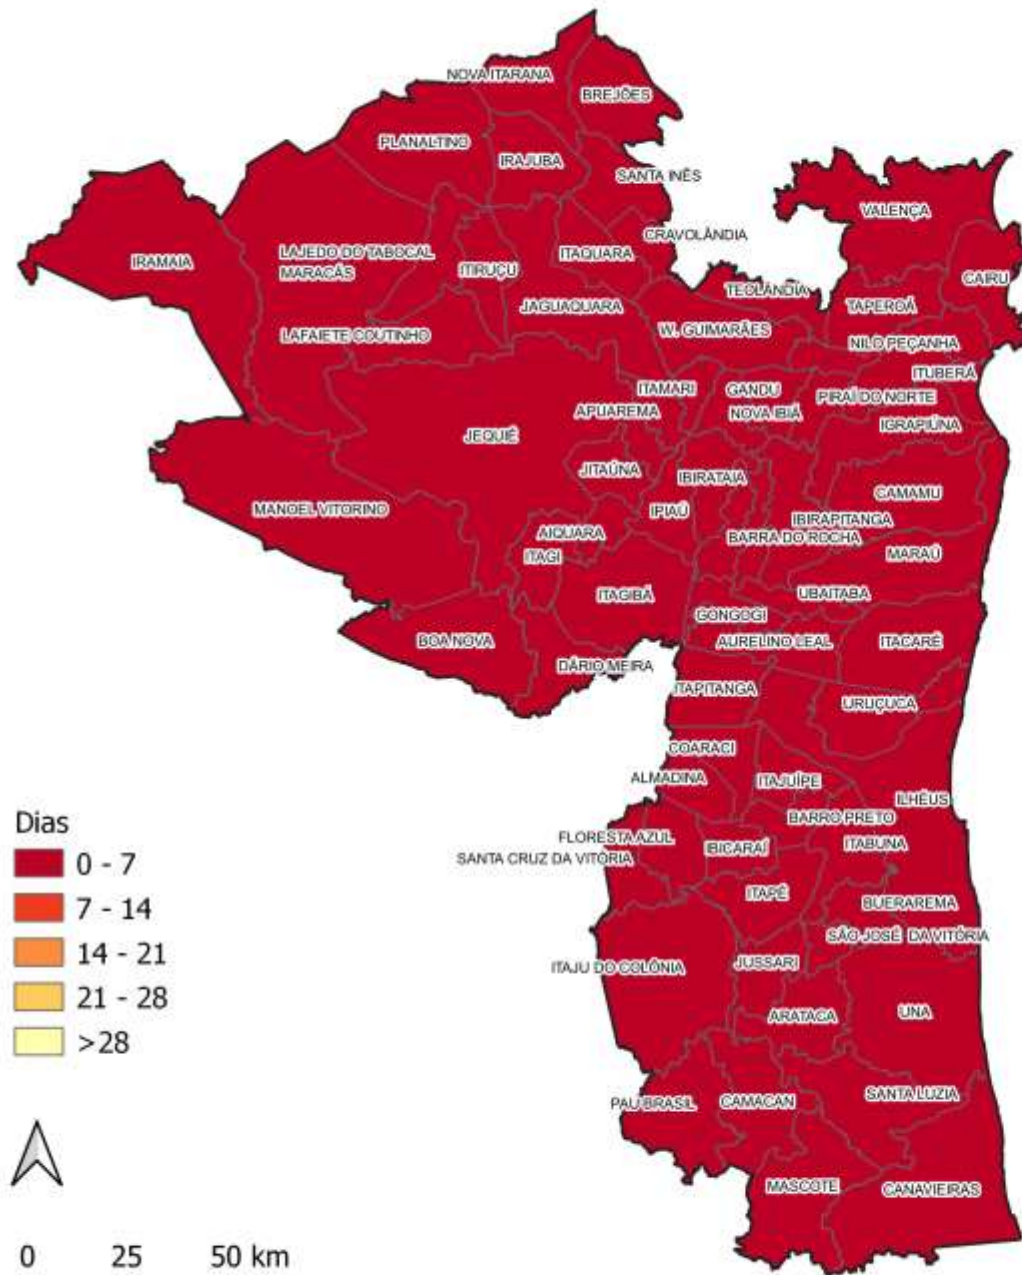 NOVA ITARANA
BREJÕES
PLANALTINO
IRAJUBA
SANTA INÊS
VALENÇA
CRAVOLÂNDIA
LAJEDO DO TABOCAL
ITAQUARA
IRAMAIA
MARACÁS
ITIRUÇU
CAIRU
TEOLÂNDIA
JAGUAQUARA
TAPEROÁ
W. GUIMARÃES
LAFAIETE COUTINHO
NILO PEÇANHA
ITUBERÁ
ITAMARI
GANDU
PIRAÍ DO NORTE
APUAREMA
NOVA IBIÁ
IGRAPIÚNA
JEQUIÉ
JITAÚNA
IBIRATAIA
CAMAMU
MANOEL VITORINO
IPIAÚ
IBIRAPITANGA
AIQUARA
BARRA DO ROCHA
ITAGI
MARAÚ
ITAGIBÁ
UBAITABA
GONGOGI
BOA NOVA
AURELINO LEAL
ITACARÉ
DÁRIO MEIRA
ITAPITANGA
URUÇUCA
COARACI
ALMADINA
ITAJUÍPE
ILHÉUS
BARRO PRETO
Dias
0 - 7
7 - 14
14 - 21
21 - 28
>28
FLORESTA AZUL
IBICARAÍ
ITABUNA
SANTA CRUZ DA VITÓRIA
ITAPÉ
BUERAREMA
SÃO JOSÉ DA VITÓRIA
ITAJU DO COLÔNIA
JUSSARI
ARATACA
UNA
PAU BRASIL
CAMACAN
SANTA LUZIA
MASCOTE
CANAVIEIRAS
0 25 50 km